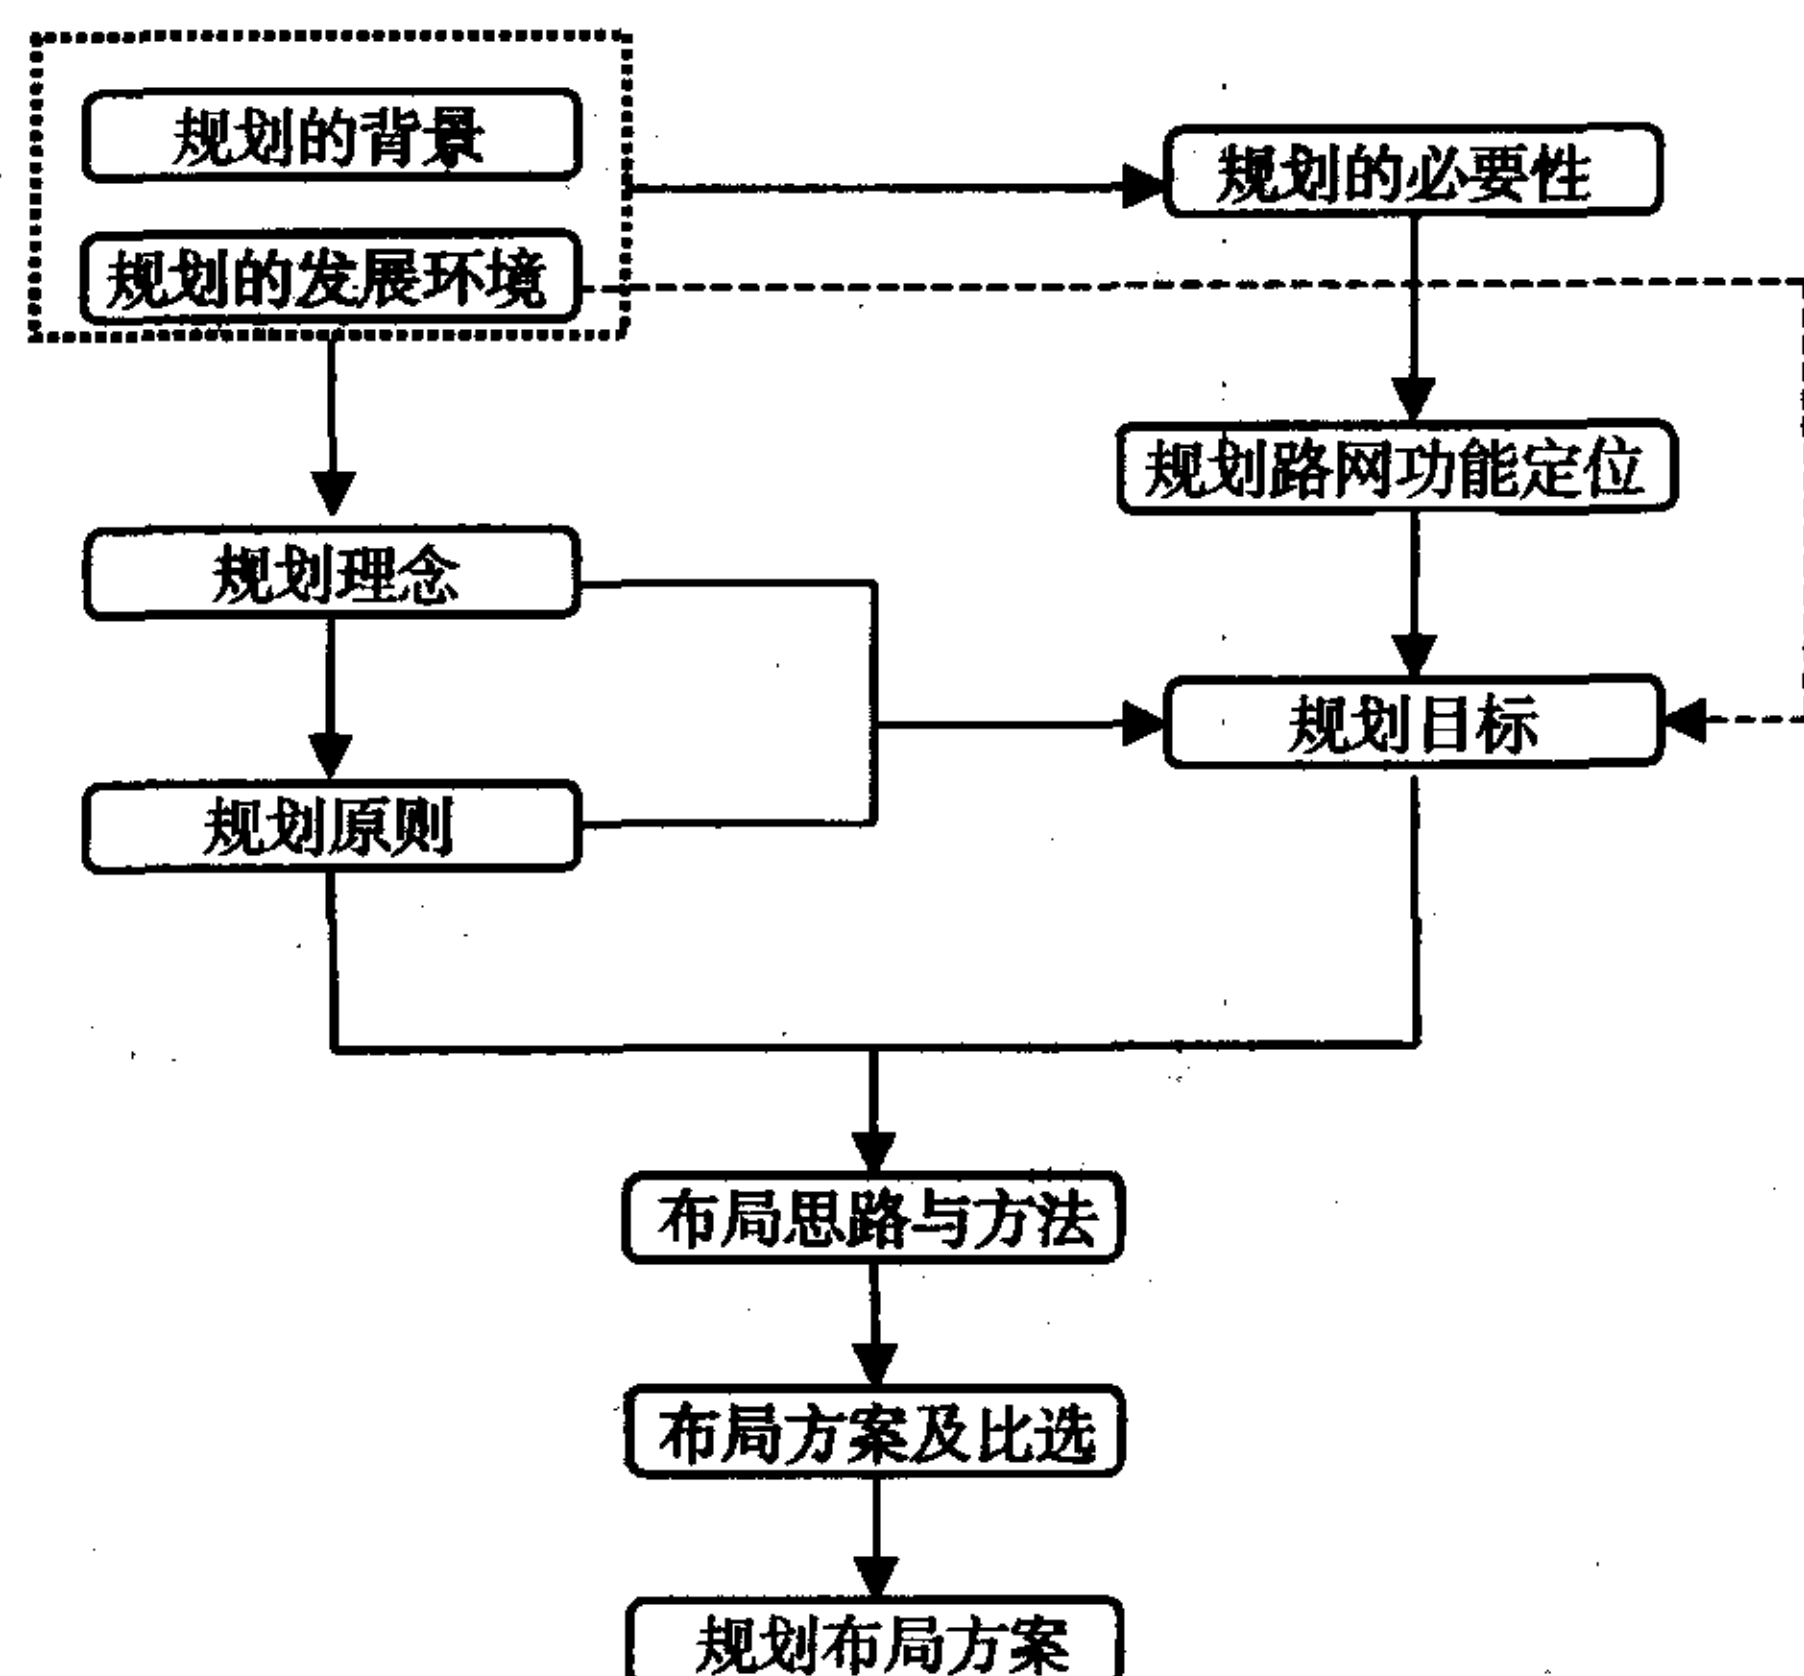 规划的背景
规划的必要性
规划的发展环境
规划路网功能定位
规划理念
规划目标
规划原则
布局思路与方法
布局方案及比选
规划布局方案